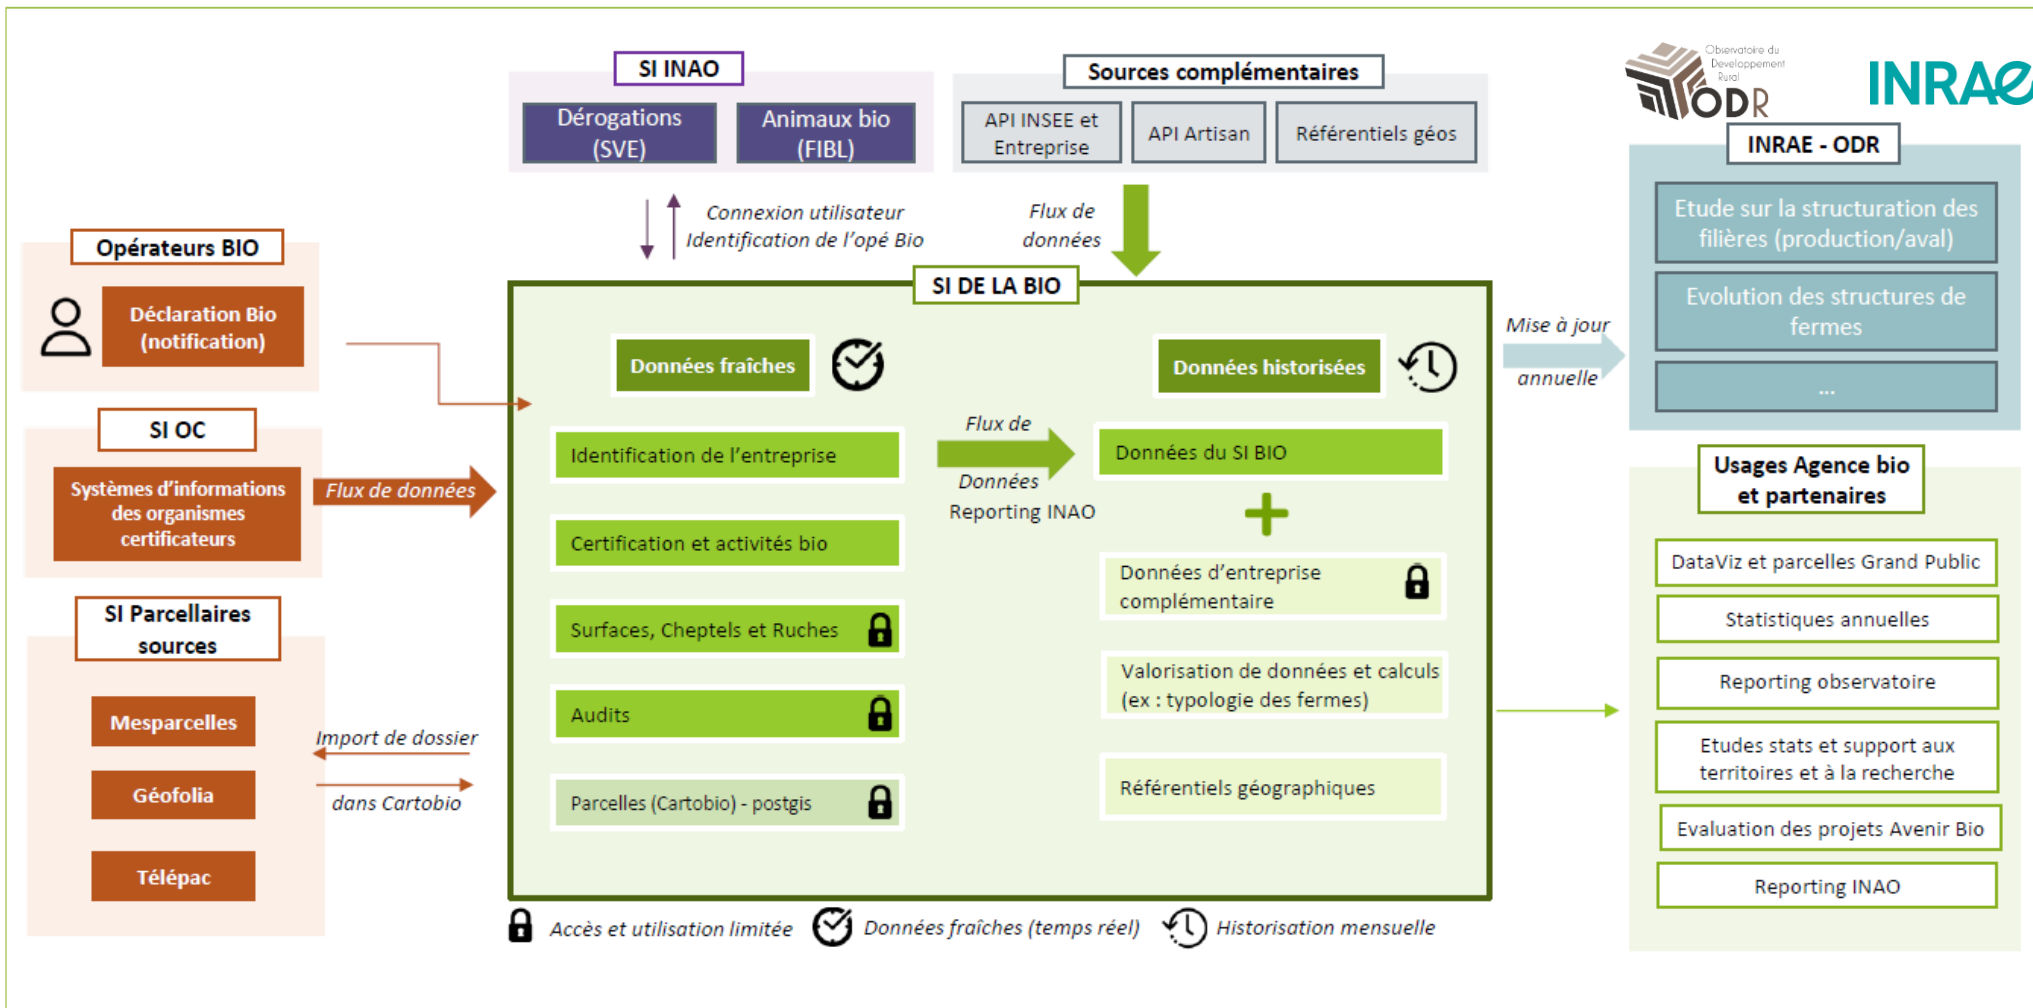 SI INAO
Dérogations
(SVE)
Animaux bio
(FIBL)
Sources complémentaires
API INSEE et
Entreprise
API Artisan
Référentiels géos
Observatoire du
Developpement
Rural
ODR
INRAE
INRAE - ODR
Etude sur la structuration des
filières (production/aval)
Evolution des structures de
fermes
...
Connexion utilisateur
Identification de l'opé Bio
Flux de
données
Opérateurs BIO
Déclaration Bio
(notification)
SI OC
Systèmes d'informations
des organismes
certificateurs
Flux de données
SI Parcellaires
sources
Mesparcelles
Géofolia
Télépac
Import de dossier
dans Cartobio
SI DE LA BIO
Données fraîches
Identification de l'entreprise
Certification et activités bio
Surfaces, Cheptels et Ruches
Audits
Parcelles (Cartobio) - postgis
Flux de
Données
Reporting INAO
Données historisées
Données du SI BIO
Données d'entreprise
complémentaire
Valorisation de données et calculs
(ex : typologie des fermes)
Référentiels géographiques
Mise à jour
annuelle
Usages Agence bio
et partenaires
DataViz et parcelles Grand Public
Statistiques annuelles
Reporting observatoire
Etudes stats et support aux
territoires et à la recherche
Evaluation des projets Avenir Bio
Reporting INAO
Accès et utilisation limitée
Données fraîches (temps réel)
Historisation mensuelle